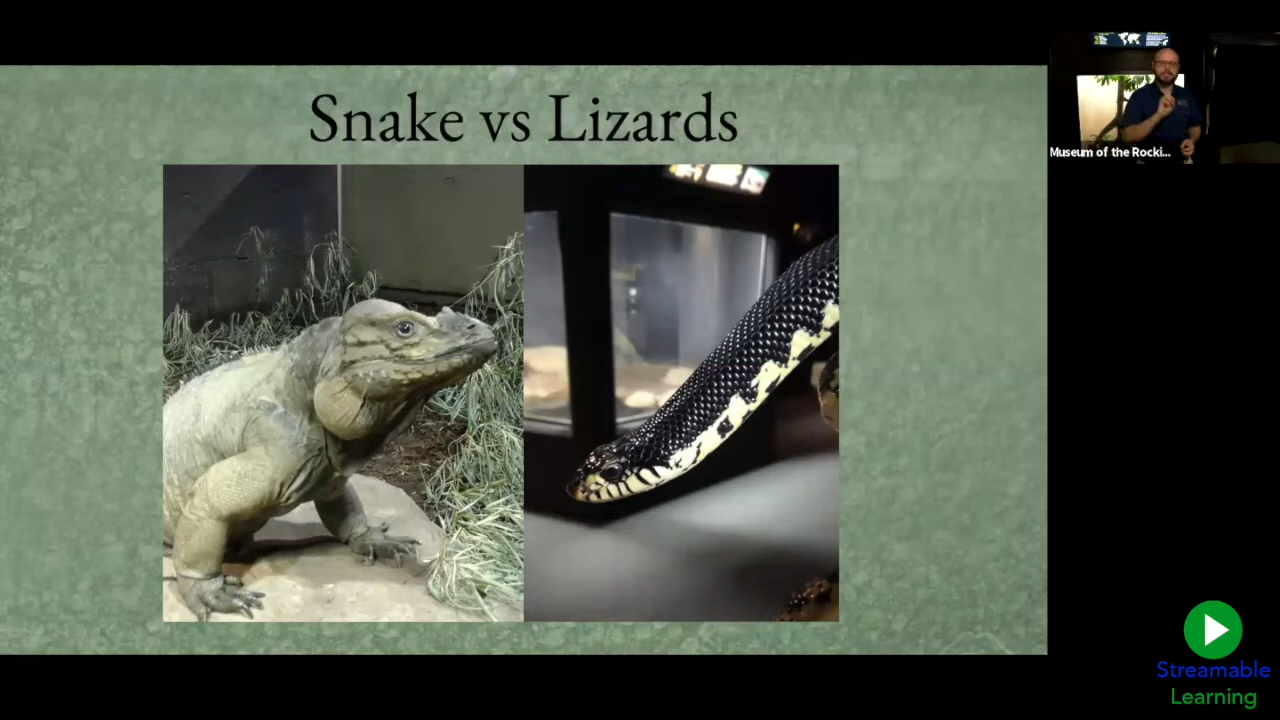 Snake vs Lizards
Museum of the Rocki...
Streamable
Learning